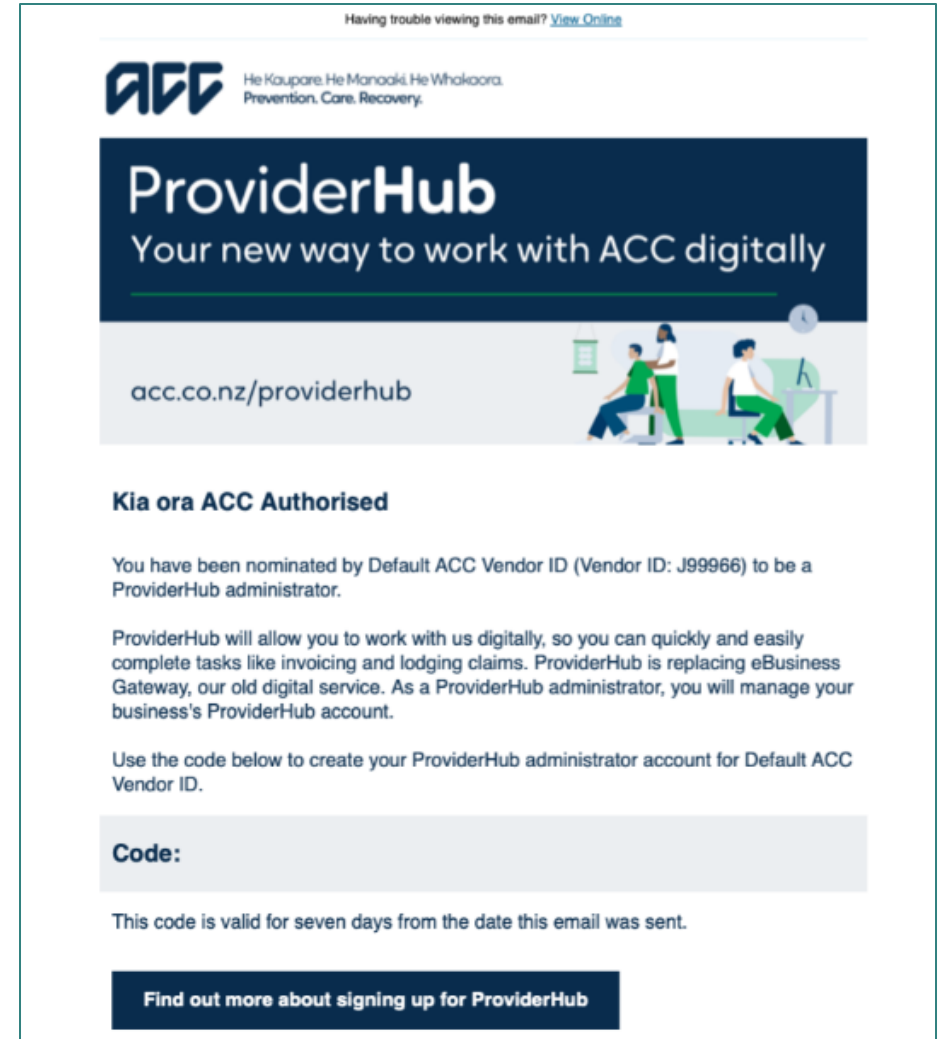 Having trouble viewing this email? View Online
acc
He Kaupare. He Manaaki. He Whakaora.
Prevention. Care. Recovery.
ProviderHub
Your new way to work with ACC digitally
acc.co.nz/providerhub
Kia ora ACC Authorised
You have been nominated by Default ACC Vendor ID (Vendor ID: J99966) to be a
ProviderHub administrator.
ProviderHub will allow you to work with us digitally, so you can quickly and easily
complete tasks like invoicing and lodging claims. ProviderHub is replacing eBusiness
Gateway, our old digital service. As a ProviderHub administrator, you will manage your
business's ProviderHub account.
Use the code below to create your ProviderHub administrator account for Default ACC
Vendor ID.
Code:
This code is valid for seven days from the date this email was sent.
Find out more about signing up for ProviderHub